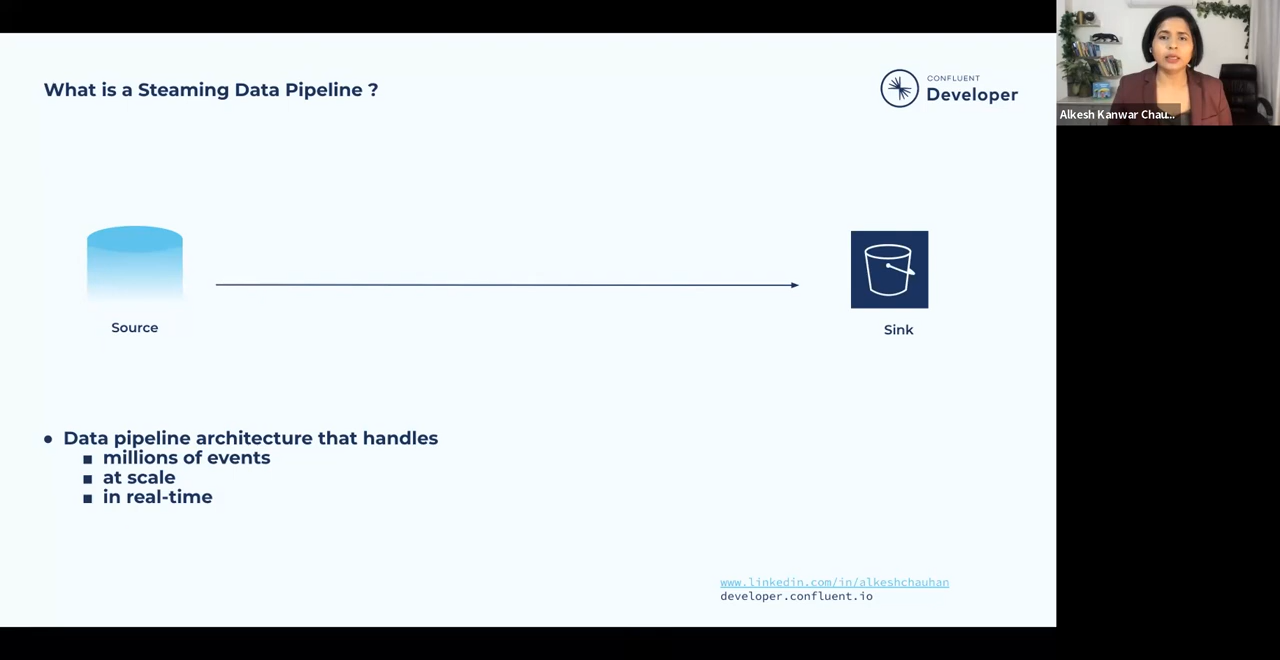 What is a Steaming Data Pipeline ?
CONFLUENT
Developer
Alkesh Kanwar Chau...
Source
Sink
● Data pipeline architecture that handles
■ millions of events
■ at scale
■ in real-time
www.linkedin.com/in/alkeshchauhan
developer.confluent.io